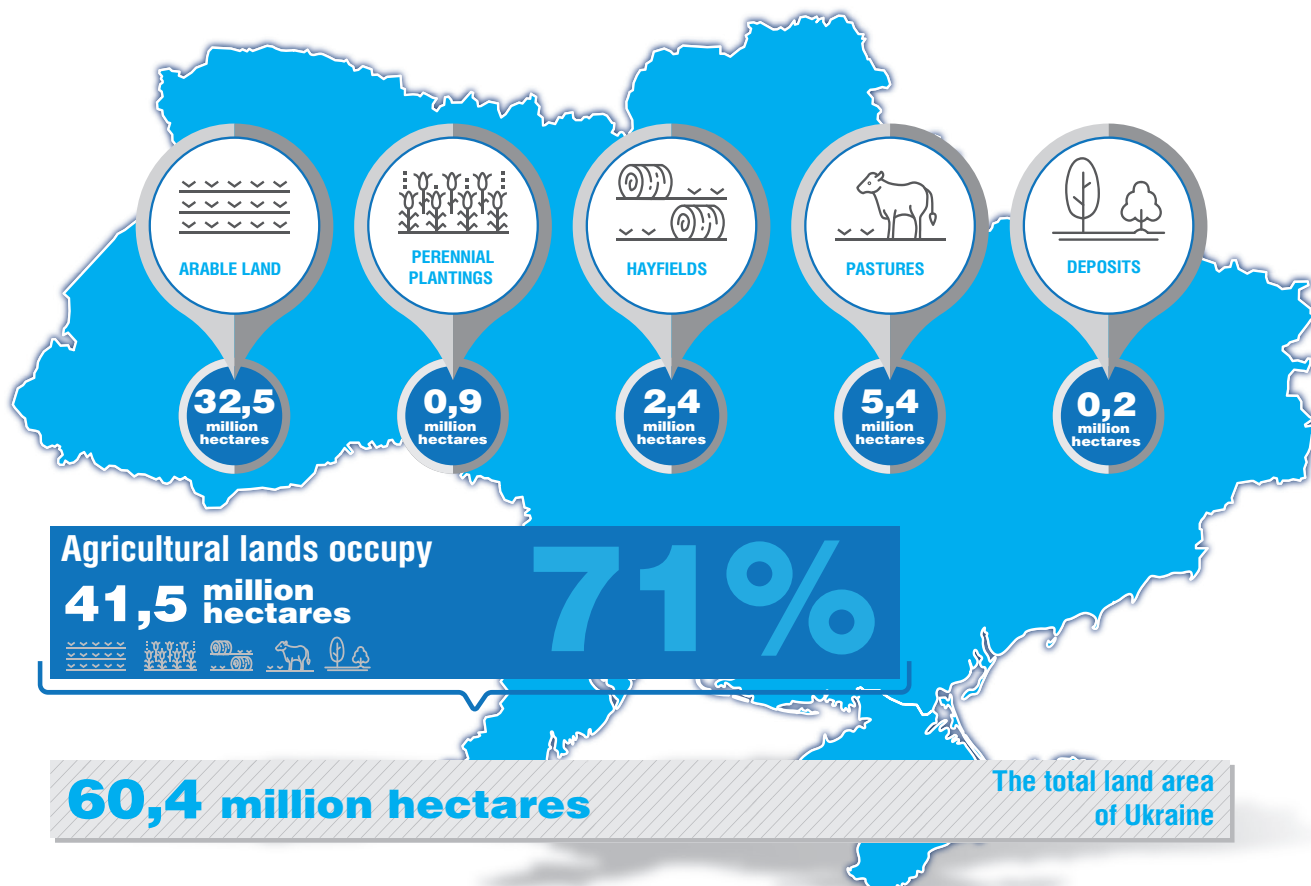 ARABLE LAND
PERENNIAL
PLANTINGS
HAYFIELDS
PASTURES
DEPOSITS
32,5
million
hectares
0,9
million
hectares
2,4
million
hectares
5,4
million
hectares
0,2
million
hectares
Agricultural lands occupy
41,5 million
hectares
71%
60,4 million hectares
The total land area
of Ukraine